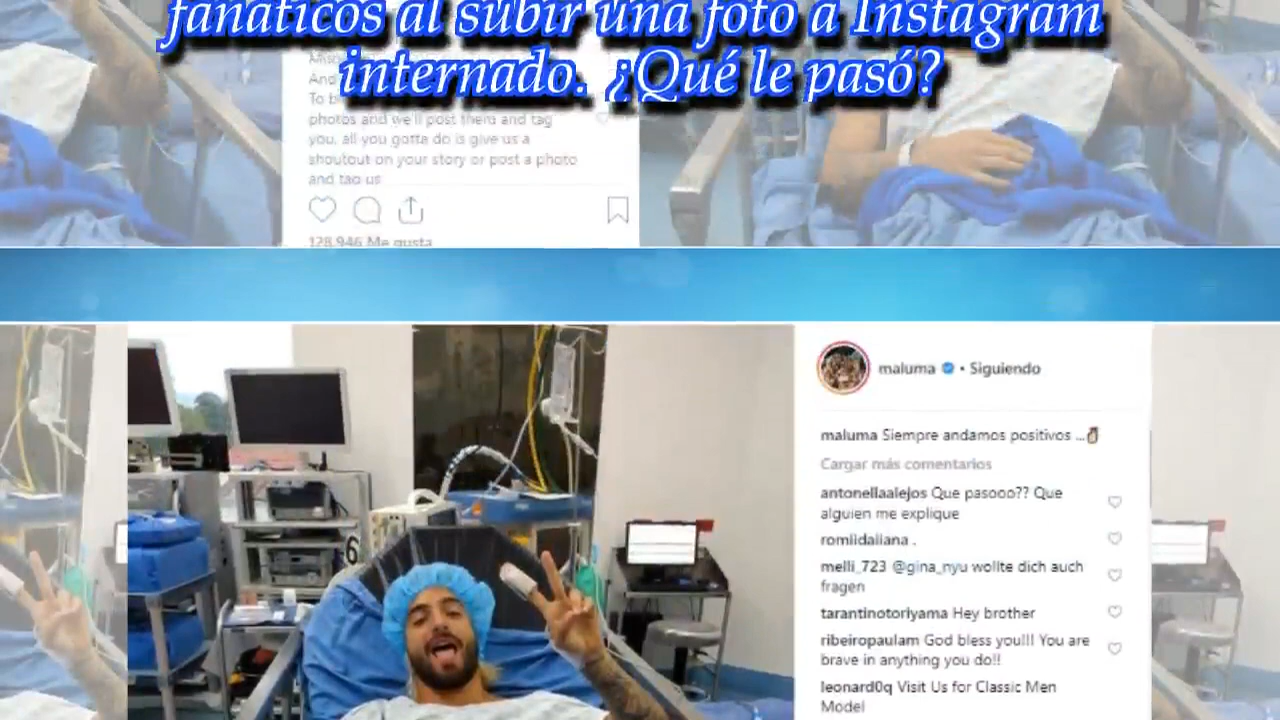 fanáticos al subir una foto a Instagram
internado. ¿Qué le pasó?
And
To b
photos and we'll post them and tag
you, all you gotta do is give us a
shoutout on your story or post a photo
and tag us
128,946 Me gusta
maluma • Siguiendo
maluma Siempre andamos positivos ...
Cargar más comentarios
antonellaalejos Que pasooo?? Que
alguien me explique
romiidaliana .
melli_723 @gina_nyu wollte dich auch
fragen
tarantinotoriyama Hey brother
ribeiropaulam God bless you!!! You are
brave in anything you do!!
leonard0q Visit Us for Classic Men
Model
6